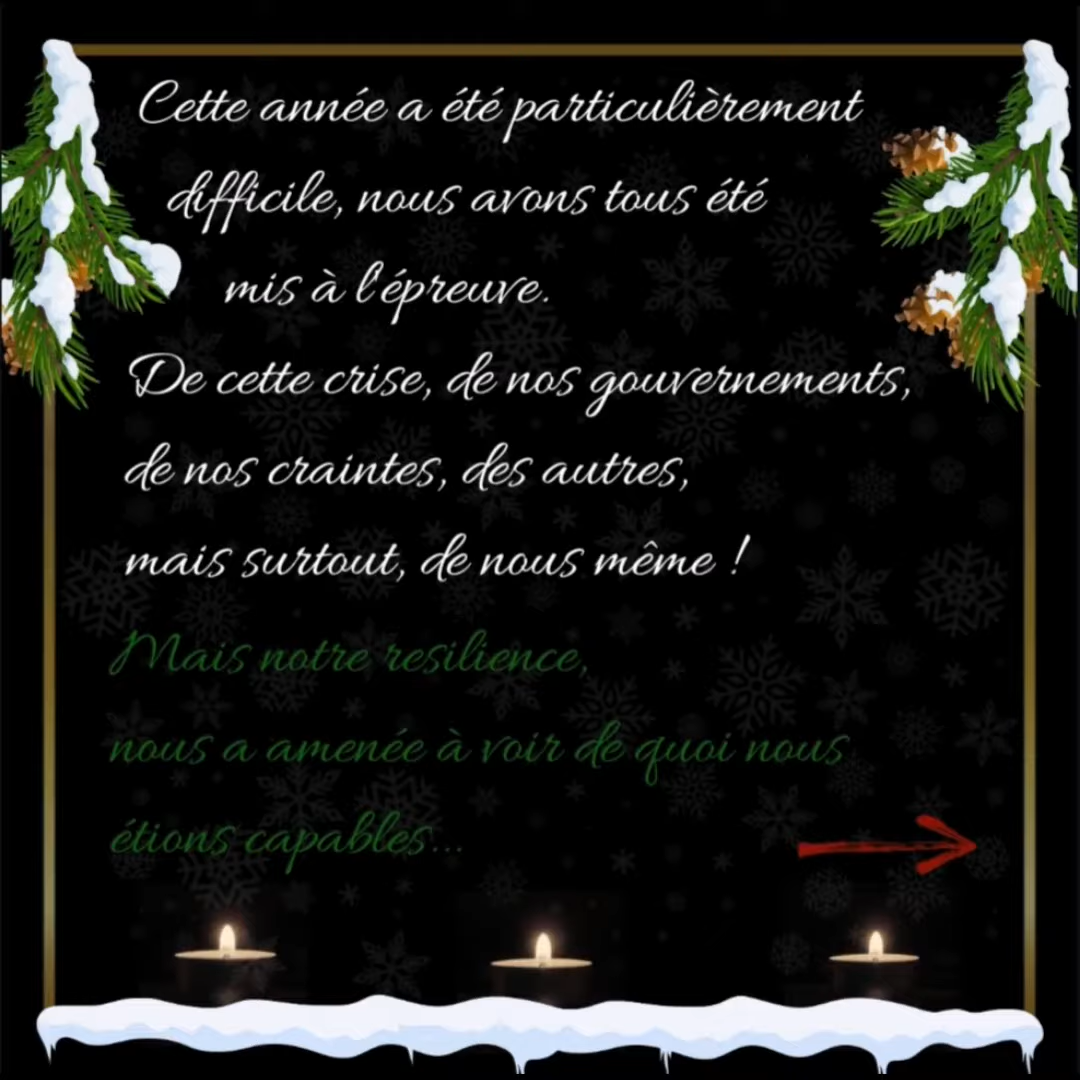 Cette année a été particulièrement
difficile, nous avons tous été
mis à l'épreuve.
De cette crise, de nos gouvernements,
de nos craintes, des autres,
mais surtout, de nous même !
Mais notre resilience,
nous a amenée à voir de quoi nous
étions capables...